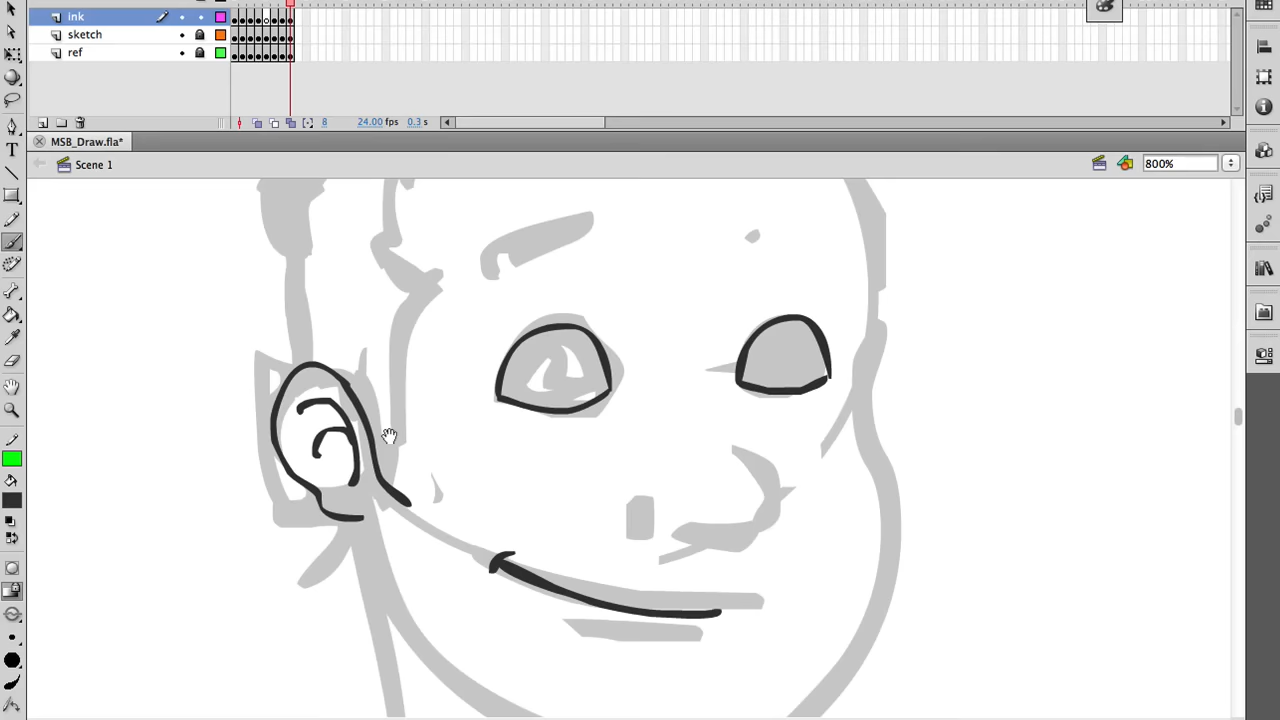 ink
sketch
ref
8 24.00 fps 0.3 s
MSB_Draw.fla*
Scene 1 800%
T